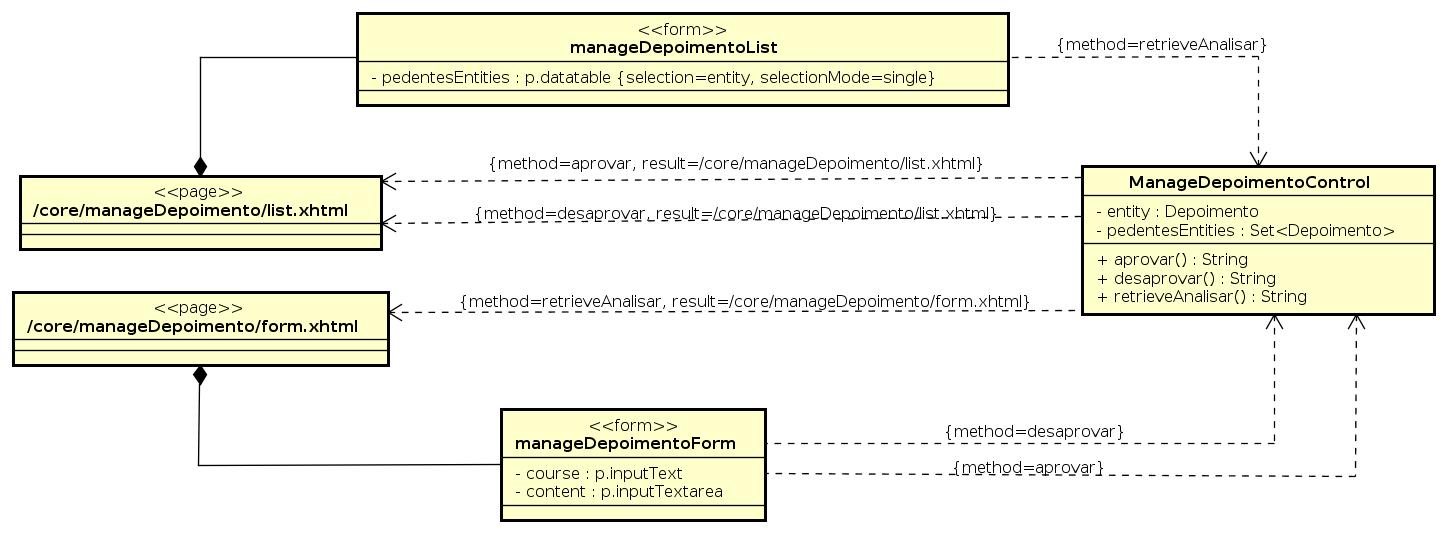 <<form>>
manageDepoimentoList
- pedentesEntities : p.datatable {selection=entity, selectionMode=single}
{method=retrieveAnalisar}
{method=aprovar, result=/core/manageDepoimento/list.xhtml}
<<page>>
/core/manageDepoimento/list.xhtml
{method=desaprovar, result=/core/manageDepoimento/list.xhtml}
ManageDepoimentoControl
- entity : Depoimento
- pedentesEntities : Set<Depoimento>
+ aprovar() : String
+ desaprovar() : String
+ retrieveAnalisar() : String
<<page>>
/core/manageDepoimento/form.xhtml
{method=retrieveAnalisar, result=/core/manageDepoimento/form.xhtml}
<<form>>
manageDepoimentoForm
- course : p.inputText
- content : p.inputTextarea
{method=desaprovar}
{method=aprovar}